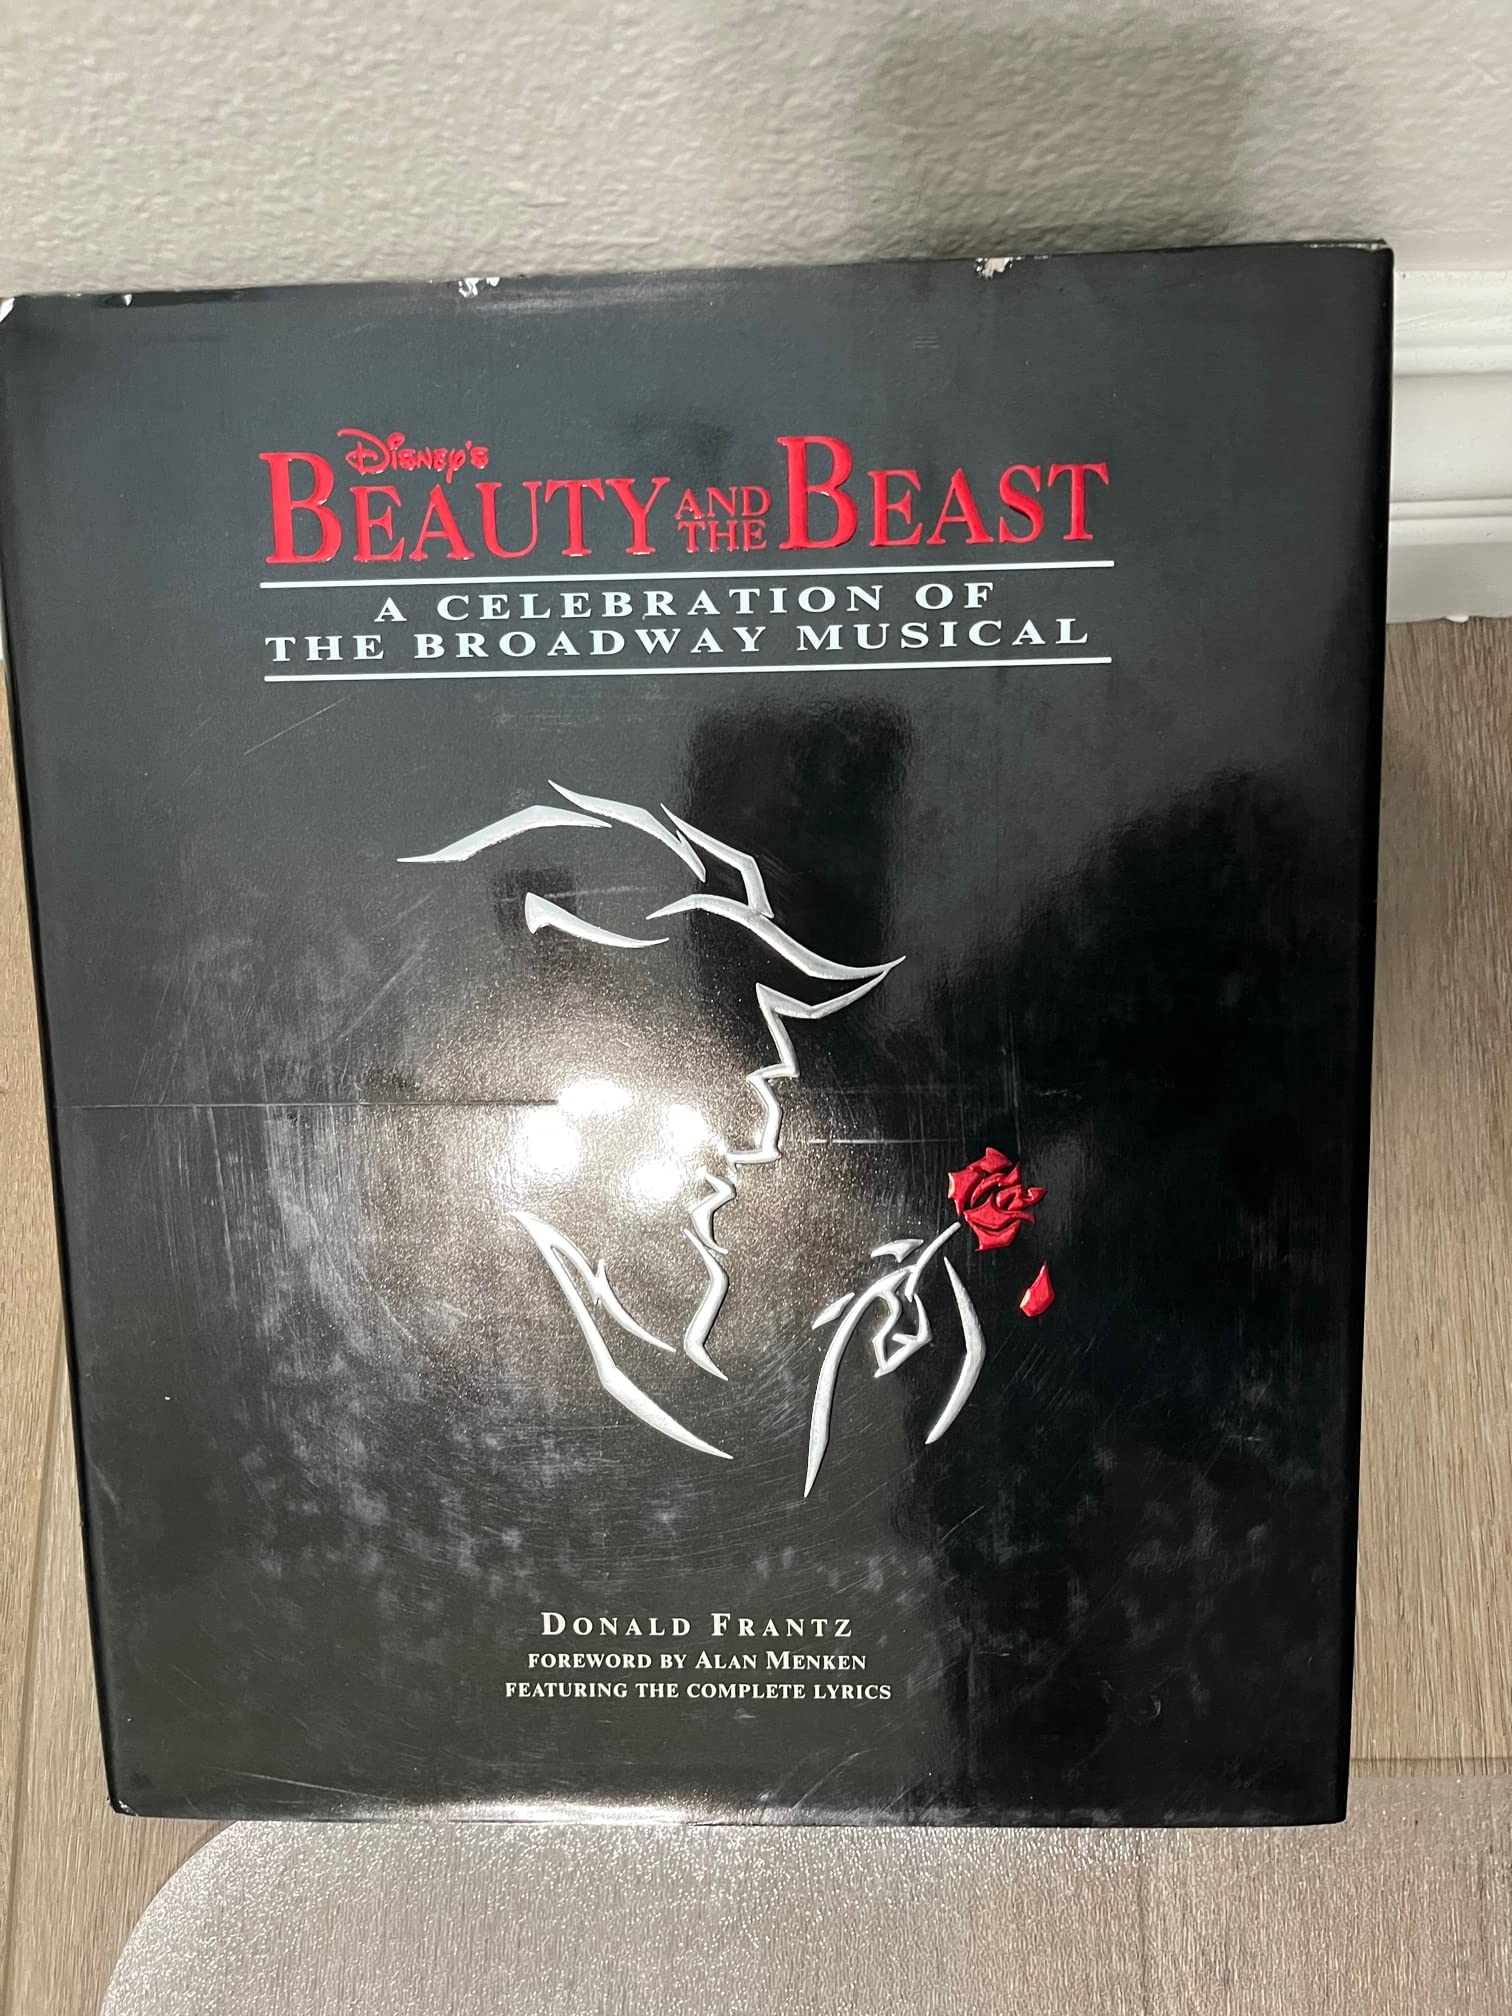 Disney's
BEAUTY AND THE BEAST
A CELEBRATION OF
THE BROADWAY MUSICAL
DONALD FRANTZ
FOREWORD BY ALAN MENKEN
FEATURING THE COMPLETE LYRICS